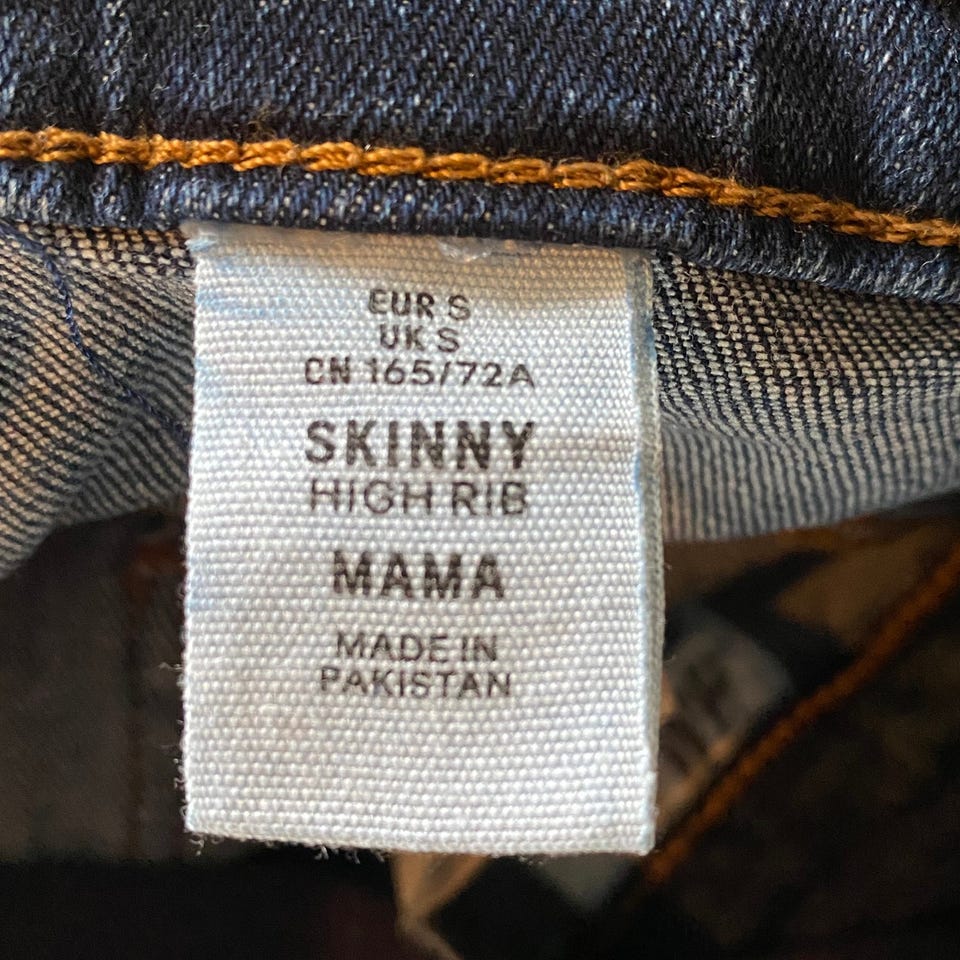 EUR S
UK S
CN 165/72A
SKINNY
HIGH RIB
MAMA
MADE IN
PAKISTAN